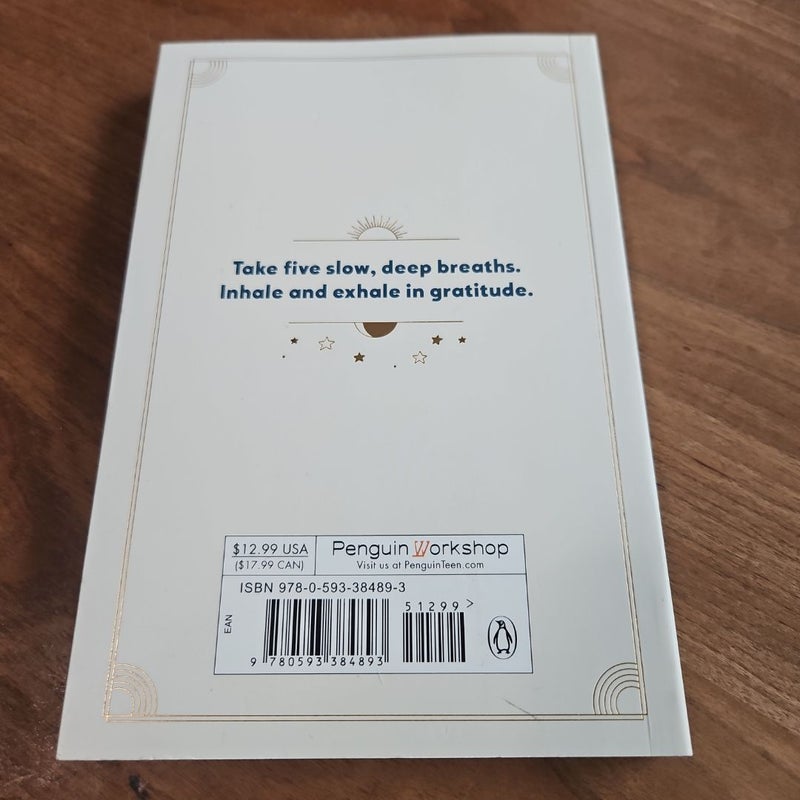 Take five slow, deep breaths.
Inhale and exhale in gratitude.
$12.99 USA
($17.99 CAN)
Penguin Workshop
Visit us at PenguinTeen.com
ISBN 978-0-593-38489-3
51299>
EAN
9 780593 384893